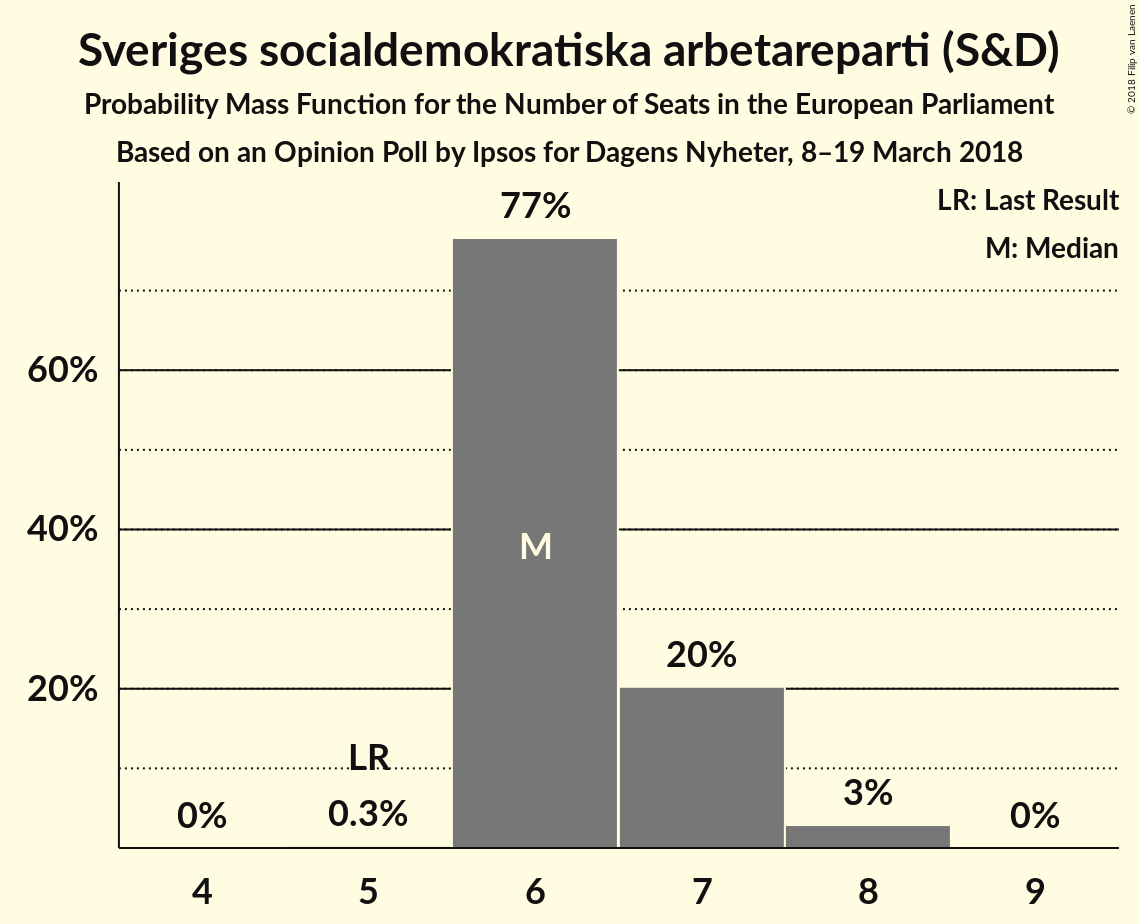 Sveriges socialdemokratiska arbetareparti (S&D)
Probability Mass Function for the Number of Seats in the European Parliament
Based on an Opinion Poll by Ipsos for Dagens Nyheter, 8–19 March 2018
© 2018 Filip van Laenen
LR: Last Result
M: Median
77%
60%
40%
M
20%
20%
LR
3%
0%
0.3%
0%
4 5 6 7 8 9